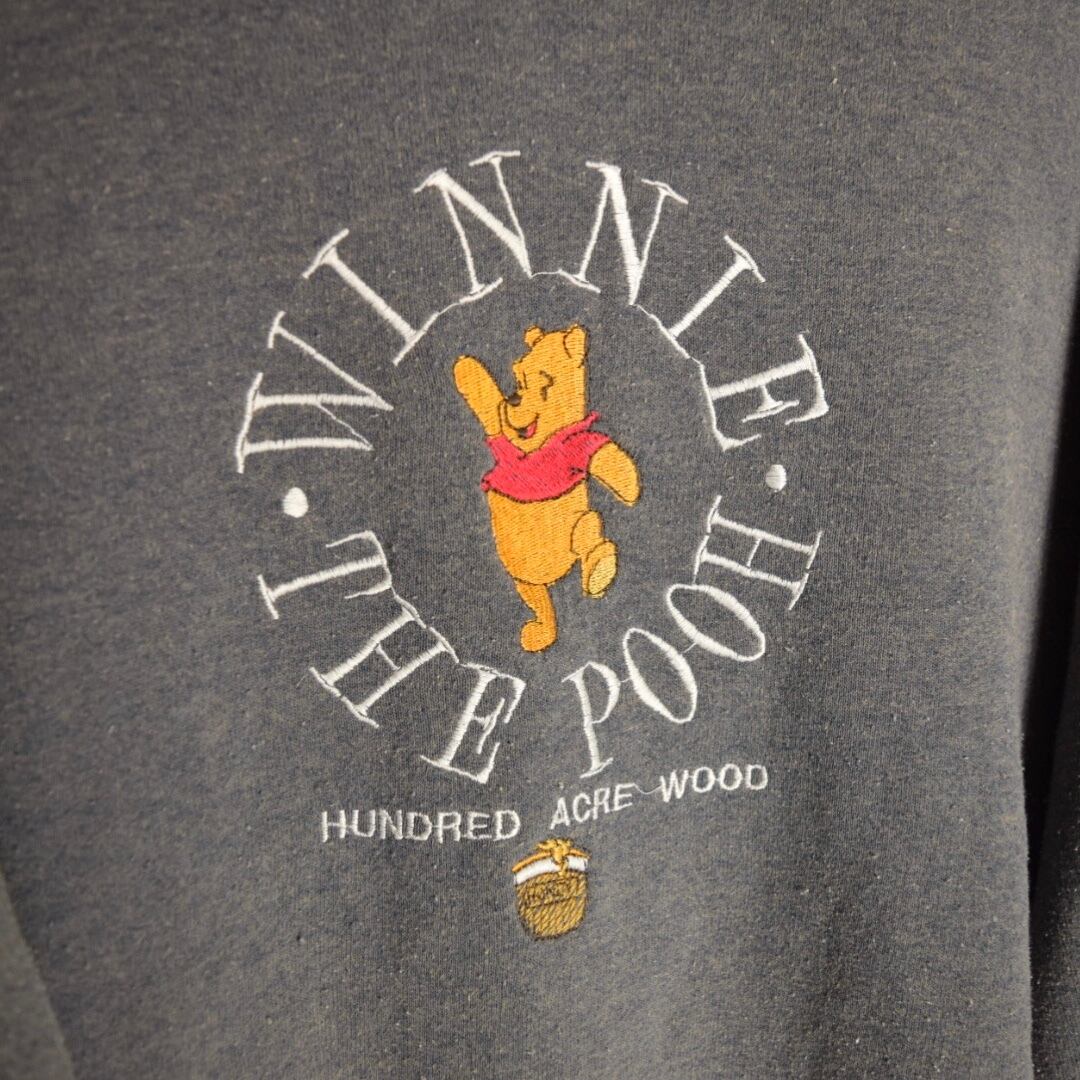 WINNIE
THE POOH
HUNDRED ACRE WOOD